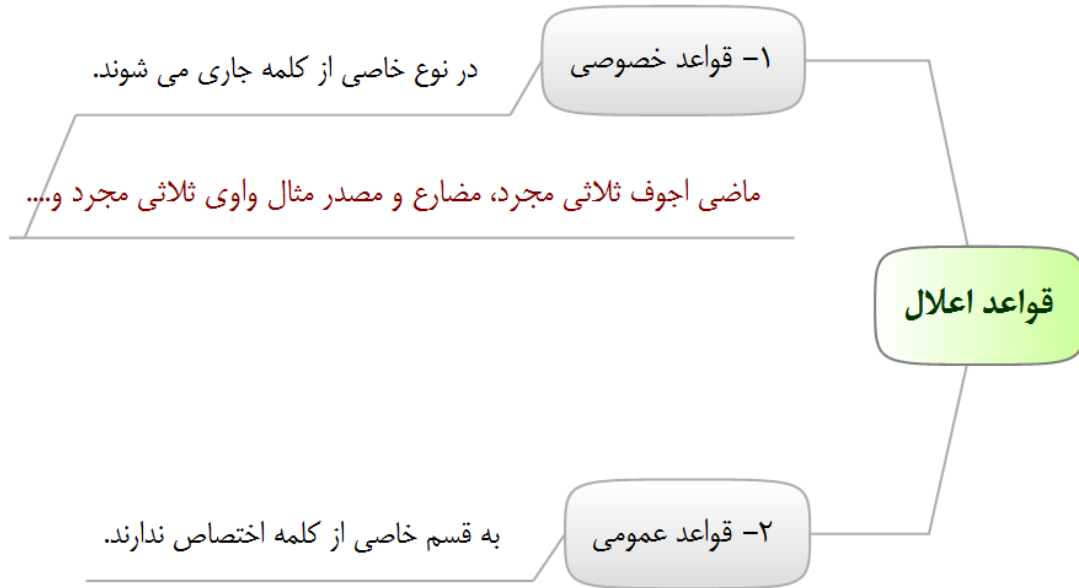 قواعد اعلال
۱- قواعد خصوصی
در نوع خاصی از کلمه جاری می شوند.
ماضی اجوف ثلاثی مجرد، مضارع و مصدر مثال واوی ثلاثی مجرد و....
۲- قواعد عمومی
به قسم خاصی از کلمه اختصاص ندارند.